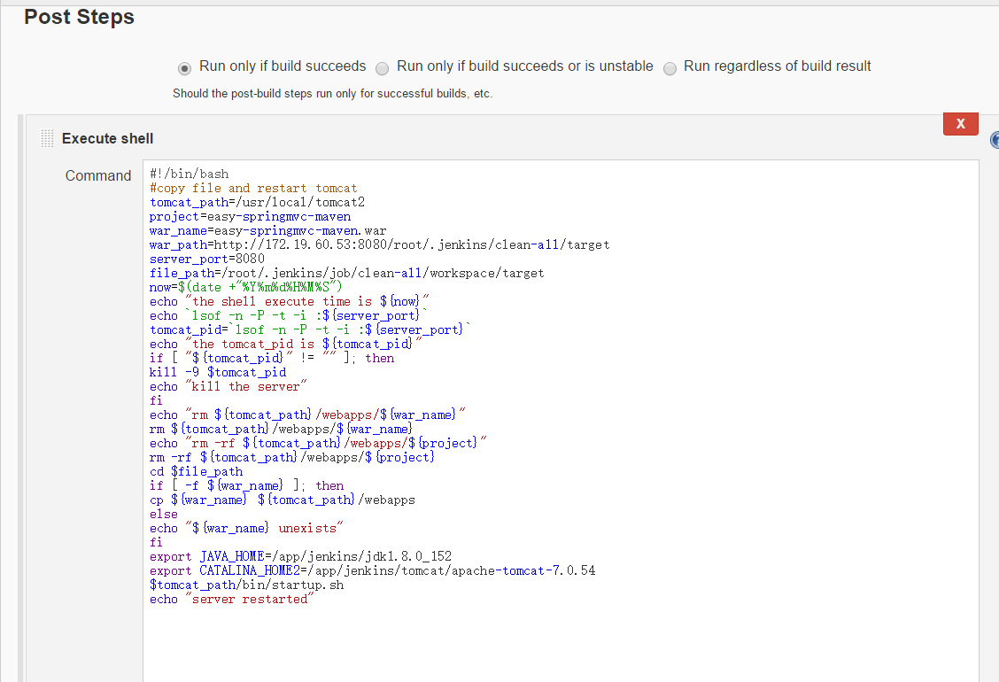 Post Steps
Run only if build succeeds Run only if build succeeds or is unstable Run regardless of build result
Should the post-build steps run only for successful builds, etc.
X
Execute shell
Command
#!/bin/bash
#copy file and restart tomcat
tomcat_path=/usr/local/tomcat2
project=easy-springmvc-maven
war_name=easy-springmvc-maven.war
war_path=http://172.19.60.53:8080/root/.jenkins/clean-all/target
server_port=8080
file_path=/root/.jenkins/job/clean-all/workspace/target
now=$(date +"%Y%m%d%H%M%S")
echo "the shell execute time is ${now}"
echo `lsof -n -P -t -i :${server_port}`
tomcat_pid=`lsof -n -P -t -i :${server_port}`
echo "the tomcat_pid is ${tomcat_pid}"
if [ "${tomcat_pid}" != "" ]; then
kill -9 $tomcat_pid
echo "kill the server"
fi
echo "rm ${tomcat_path}/webapps/${war_name}"
rm ${tomcat_path}/webapps/${war_name}
echo "rm -rf ${tomcat_path}/webapps/${project}"
rm -rf ${tomcat_path}/webapps/${project}
cd $file_path
if [ -f ${war_name} ]; then
cp ${war_name} ${tomcat_path}/webapps
else
echo "${war_name} unexists"
fi
export JAVA_HOME=/app/jenkins/jdk1.8.0_152
export CATALINA_HOME2=/app/jenkins/tomcat/apache-tomcat-7.0.54
$tomcat_path/bin/startup.sh
echo "server restarted"